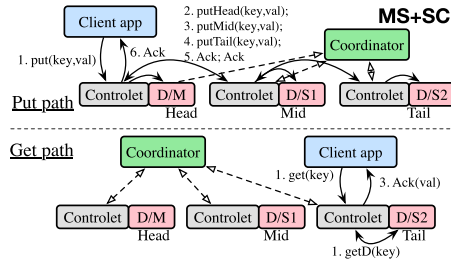 Client app
2. putHead(key,val);
3. putMid(key,val);
4. putTail(key,val);
5. Ack; Ack
MS+SC
Coordinator
1. put(key,val)
6. Ack
Controlet D/M
Controlet D/S1
Controlet D/S2
Put path
Head
Mid
Tail
Get path
Coordinator
Client app
1. get(key)
3. Ack(val)
Controlet D/M
Controlet D/S1
Controlet D/S2
Head
Mid
Tail
1. getD(key)